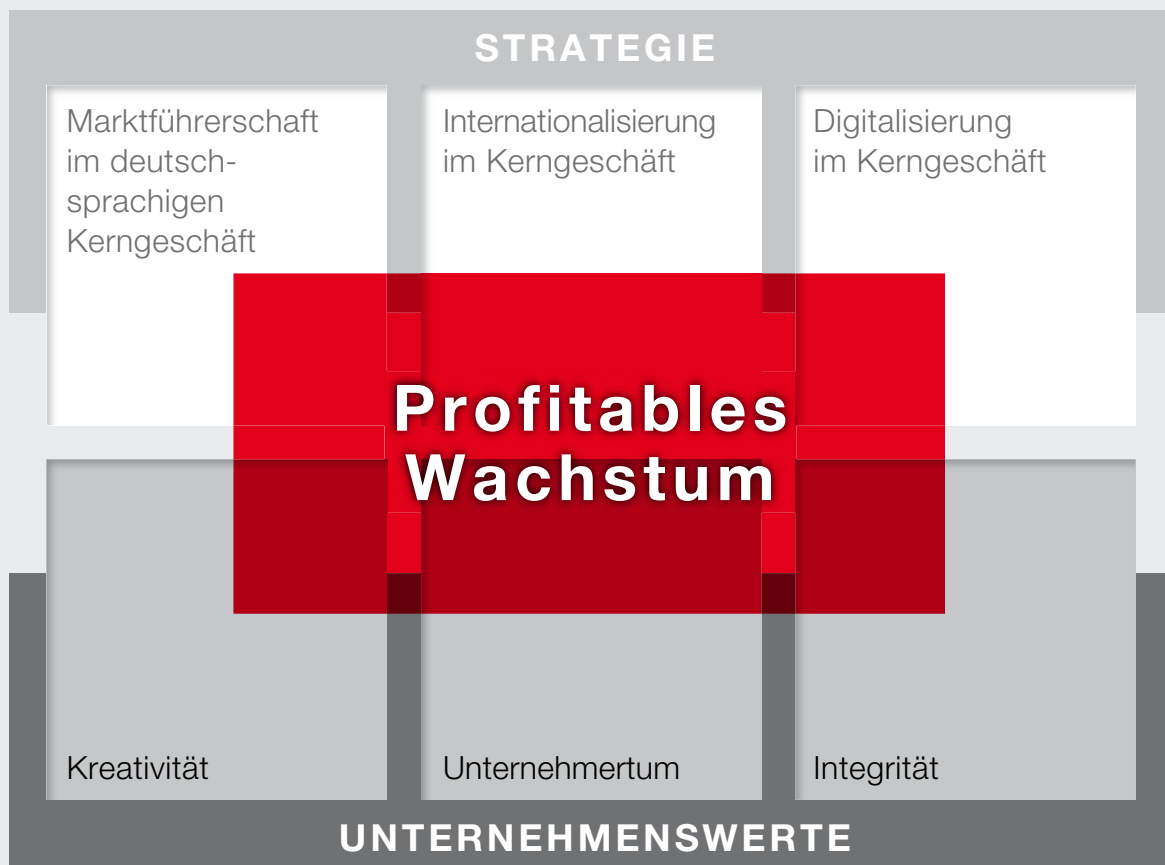 STRATEGIE
Marktführerschaft
im deutsch-
sprachigen
Kerngeschäft
Internationalisierung
im Kerngeschäft
Digitalisierung
im Kerngeschäft
Profitables
Wachstum
Kreativität
Unternehmertum
Integrität
UNTERNEHMENSWERTE